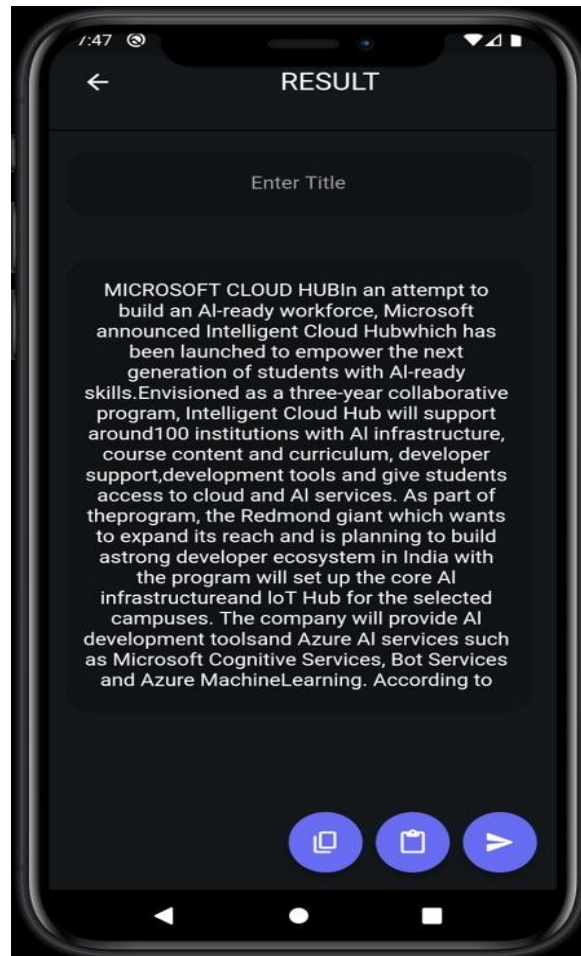 7:47
RESULT
Enter Title
MICROSOFT CLOUD HUBIn an attempt to
build an AI-ready workforce, Microsoft
announced Intelligent Cloud Hubwhich has
been launched to empower the next
generation of students with AI-ready
skills.Envisioned as a three-year collaborative
program, Intelligent Cloud Hub will support
around100 institutions with AI infrastructure,
course content and curriculum, developer
support,development tools and give students
access to cloud and AI services. As part of
theprogram, the Redmond giant which wants
to expand its reach and is planning to build
astrong developer ecosystem in India with
the program will set up the core AI
infrastructureand IoT Hub for the selected
campuses. The company will provide AI
development toolsand Azure AI services such
as Microsoft Cognitive Services, Bot Services
and Azure MachineLearning. According to